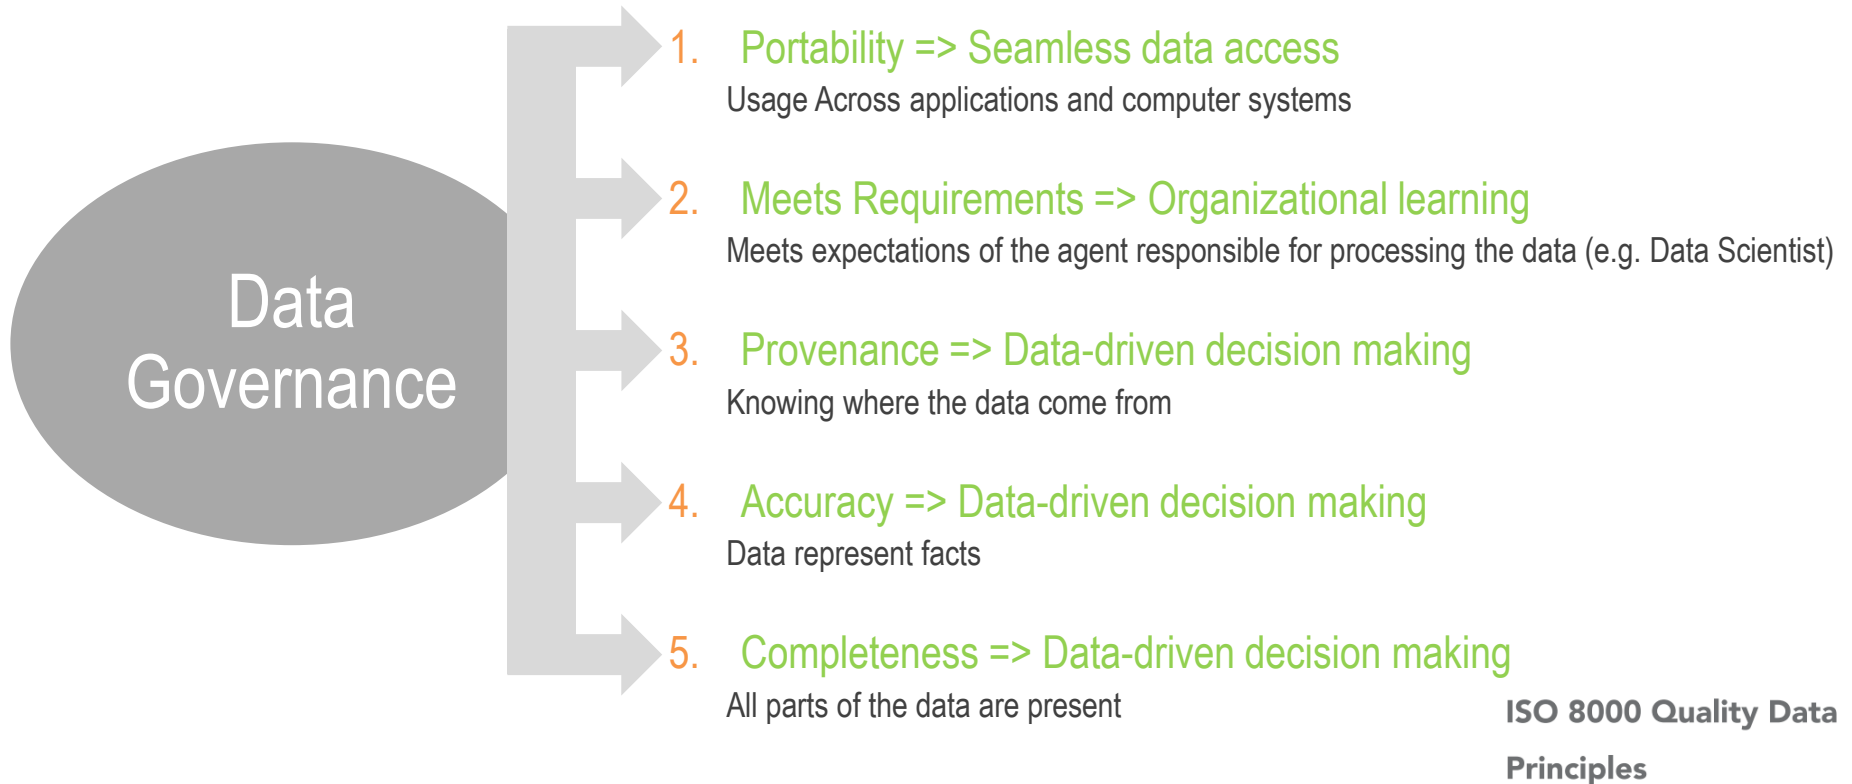 Data
Governance
1. Portability => Seamless data access
Usage Across applications and computer systems
2. Meets Requirements => Organizational learning
Meets expectations of the agent responsible for processing the data (e.g. Data Scientist)
3. Provenance => Data-driven decision making
Knowing where the data come from
4. Accuracy => Data-driven decision making
Data represent facts
5. Completeness => Data-driven decision making
All parts of the data are present
ISO 8000 Quality Data
Principles